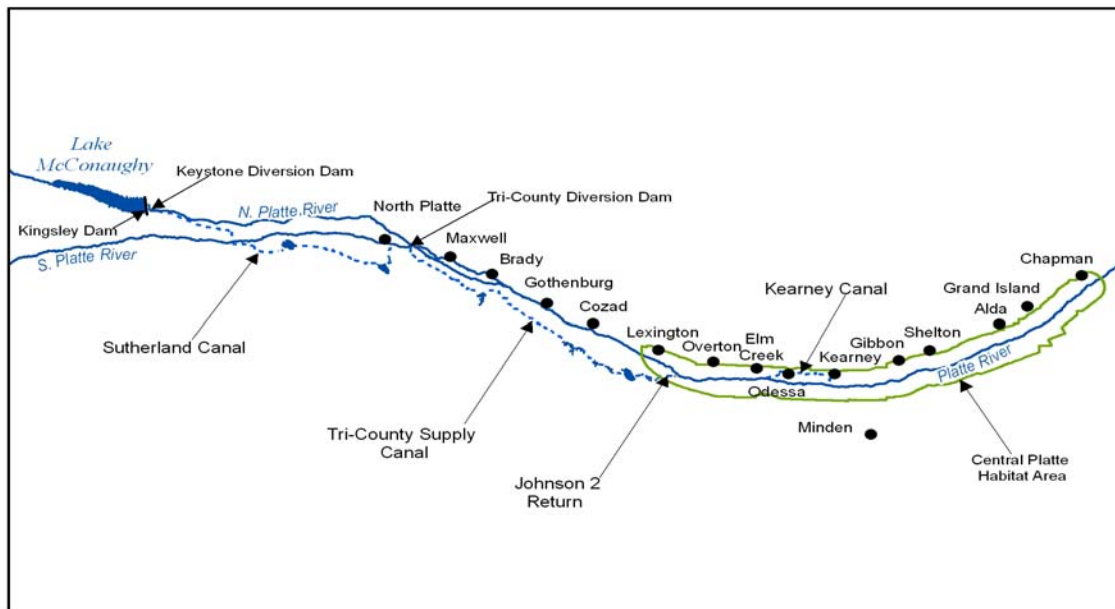 Lake
McConaughy
Keystone Diversion Dam
Kingsley Dam
N. Platte River
S. Platte River
North Platte
Tri-County Diversion Dam
Maxwell
Brady
Gothenburg
Cozad
Sutherland Canal
Tri-County Supply
Canal
Lexington
Overton
Elm
Creek
Odessa
Kearney Canal
Kearney
Gibbon
Shelton
Alda
Grand Island
Chapman
Platte River
Minden
Johnson 2
Return
Central Platte
Habitat Area